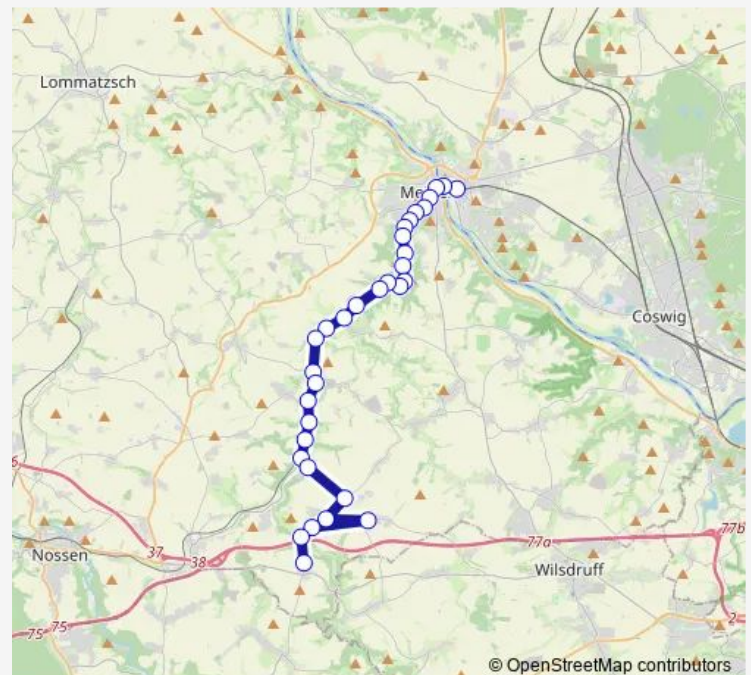 Lommatzsch
Me
Coswig
6
37
38
Nossen
77a
77b
Wilsdruff
2
75
75
© OpenStreetMap contributors